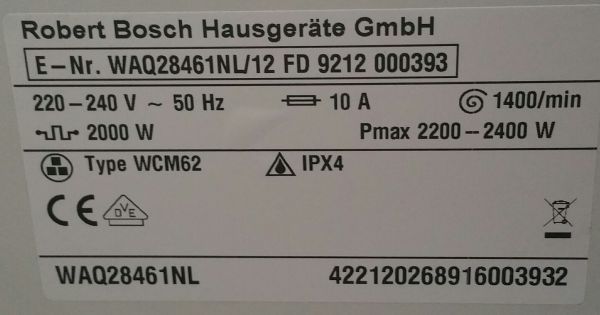 Robert Bosch Hausgeräte GmbH
E-Nr. WAQ28461NL/12 FD 9212 000393
220-240 V ~ 50 Hz 10 A 1400/min
2000 W Pmax 2200-2400 W
Type WCM62 IPX4
CE DVE
WAQ28461NL 422120268916003932